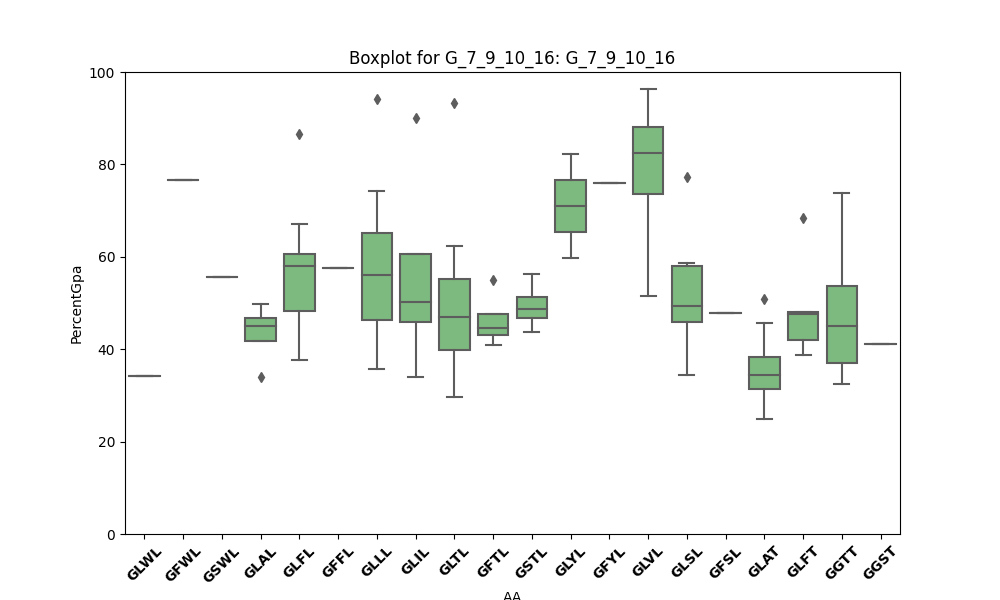 Boxplot for G_7_9_10_16: G_7_9_10_16
100
80
60
40
20
0
PercentGpa
GLWL GFWL GSWL GLAL GLFL GFFL GLLL GLIL GLTL GFTL GSTL GLYL GFYL GLVL GLSL GFSL GLAT GLFT GGTT GGST
AA